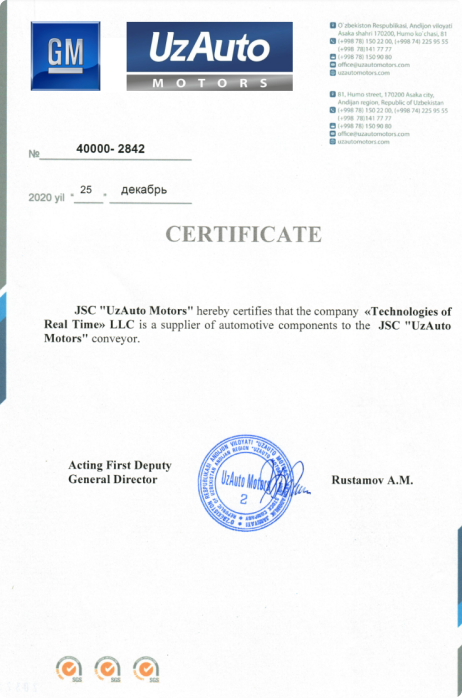 GM
UzAuto
MOTORS
O'zbekiston Respublikasi, Andijon viloyati
Asaka shahri 170200, Humo ko'chasi, 81
(+998 78) 150 22 00, (+998 74) 225 95 55
(+998 78)141 77 77
(+998 78) 150 90 80
office@uzautomotors.com
uzautomotors.com
81, Humo street, 170200 Asaka city,
Andijan region, Republic of Uzbekistan
(+998 78) 150 22 00, (+998 78) 225 95 55
(+998 78)141 77 77
(+998 78) 150 90 80
office@uzautomotors.com
uzautomotors.com
№ 40000- 2842
2020 yil " 25 " декабрь
CERTIFICATE
JSC "UzAuto Motors" hereby certifies that the company «Technologies of
Real Time» LLC is a supplier of automotive components to the JSC "UzAuto
Motors" conveyor.
Acting First Deputy
General Director
UzAuto Motors
2
Rustamov A.M.
SGS
SGS
SGS